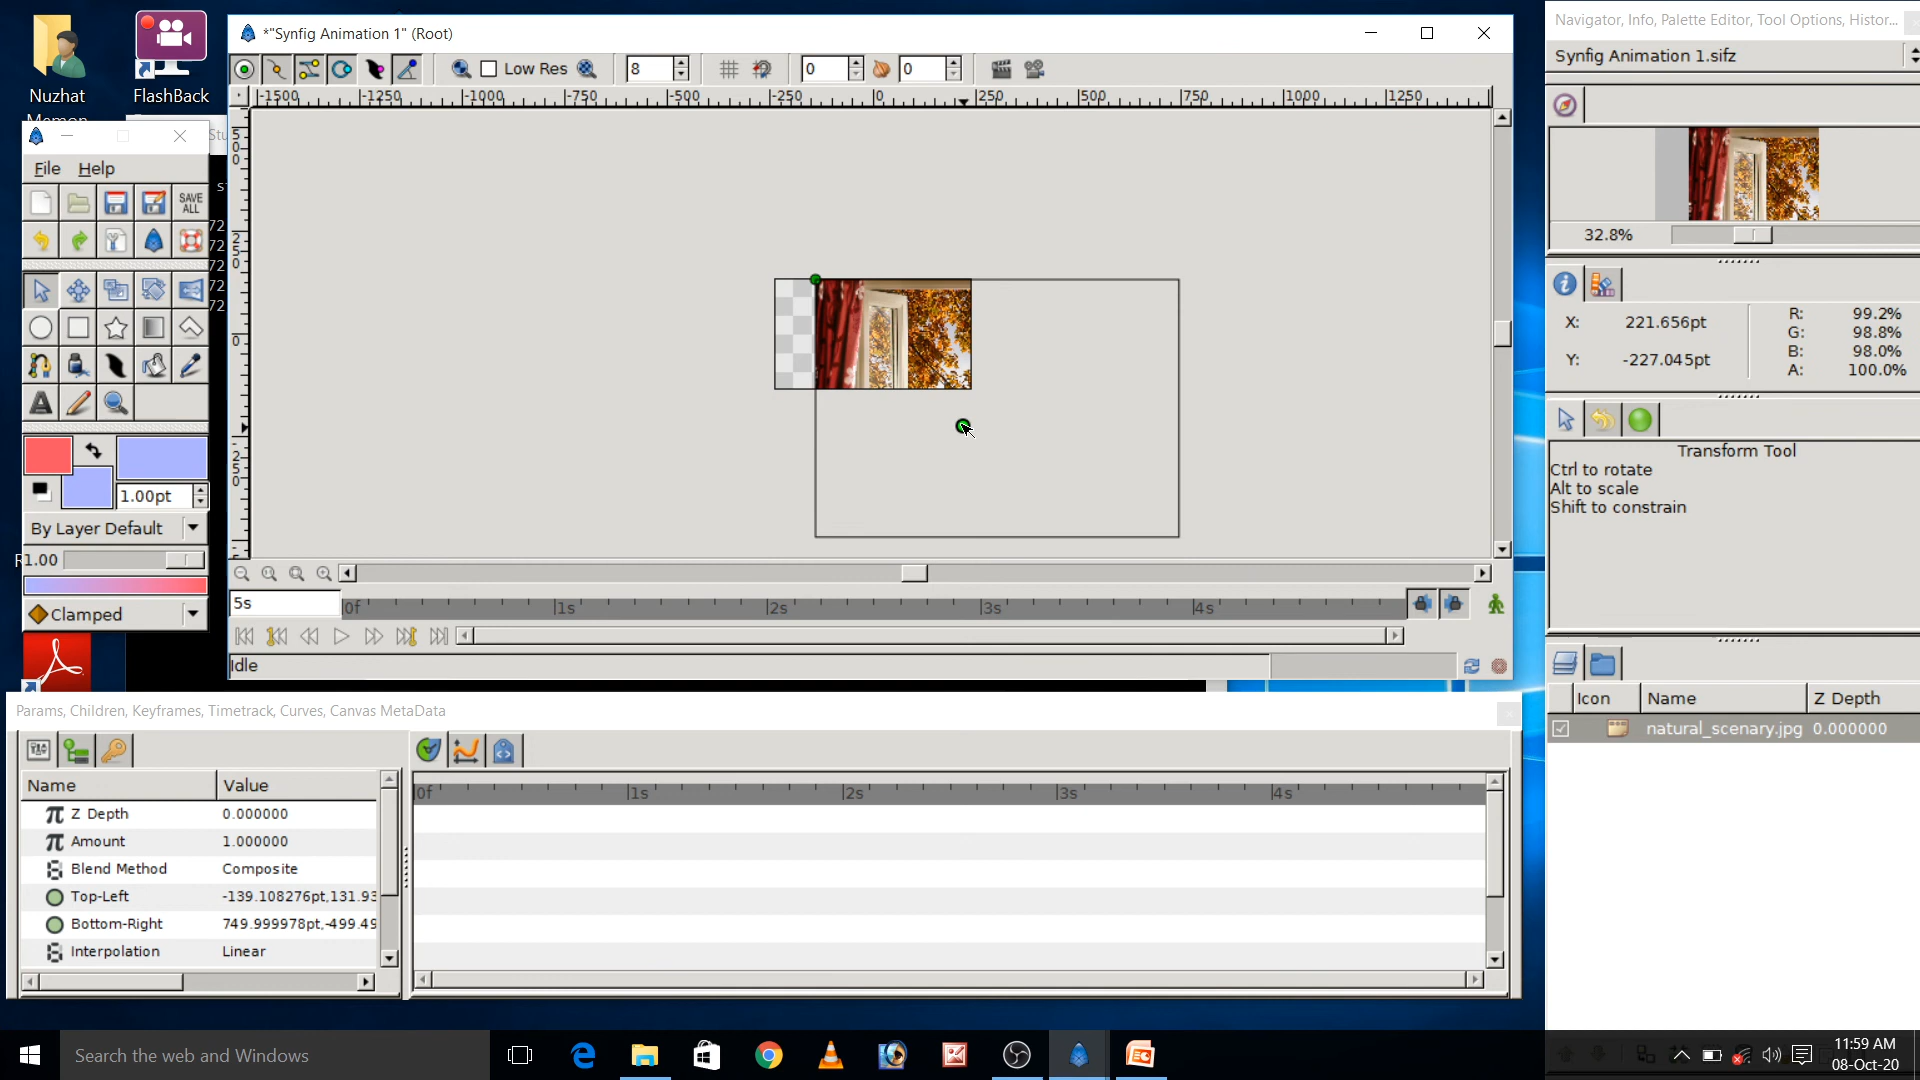 Nuzhat
Memon
FlashBack
*"Synfig Animation 1" (Root)
Low Res
8
0
0
-1500 -1250 -1000 -750 -500 -250 0 250 500 750 1000 1250
File Help
SAVE ALL
1.00pt
By Layer Default
1.00
Clamped
5s
0f 1s 2s 3s 4s
Idle
Navigator, Info, Palette Editor, Tool Options, Histor...
Synfig Animation 1.sifz
32.8%
X: 221.656pt
Y: -227.045pt
R: 99.2%
G: 98.8%
B: 98.0%
A: 100.0%
Transform Tool
Ctrl to rotate
Alt to scale
Shift to constrain
Icon Name Z Depth
natural_scenary.jpg 0.000000
Params, Children, Keyframes, Timetrack, Curves, Canvas MetaData
Name Value
Z Depth 0.000000
Amount 1.000000
Blend Method Composite
Top-Left -139.108276pt,131.93
Bottom-Right 749.999978pt,-499.49
Interpolation Linear
0f 1s 2s 3s 4s
Search the web and Windows
11:59 AM
08-Oct-20